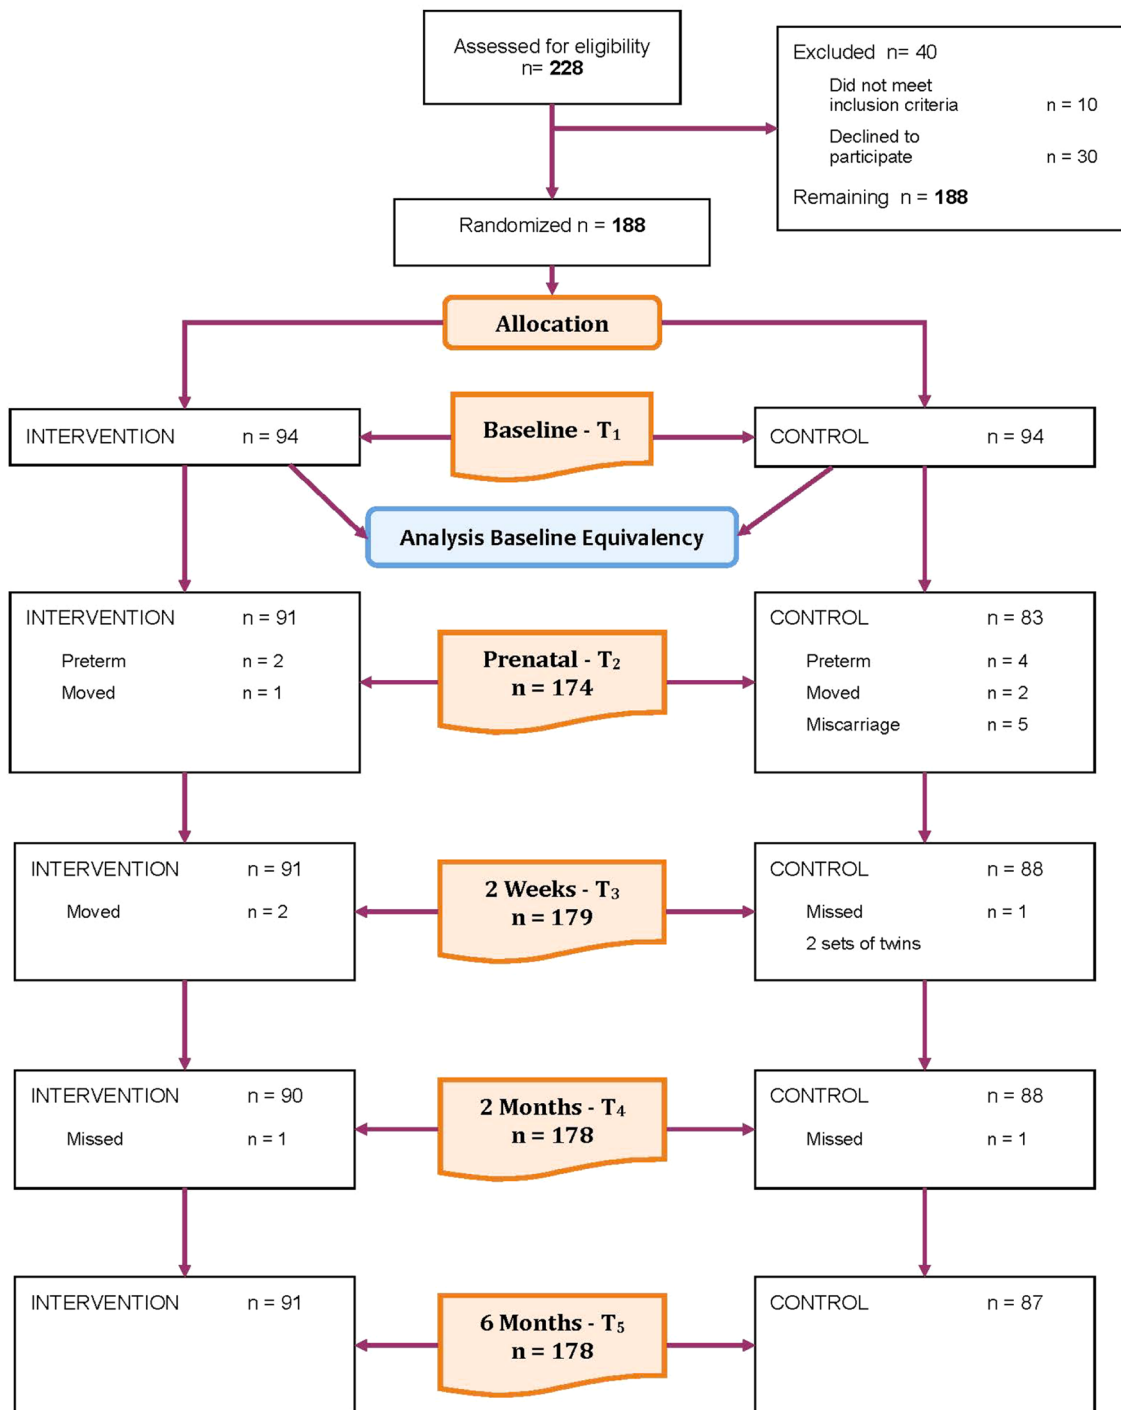 Assessed for eligibility
n= 228
Excluded n= 40
Did not meet
inclusion criteria n = 10
Declined to
participate n = 30
Remaining n = 188
Randomized n = 188
Allocation
INTERVENTION n = 94
Baseline - T1
CONTROL n = 94
Analysis Baseline Equivalency
INTERVENTION n = 91
Preterm n = 2
Moved n = 1
Prenatal - T2
n = 174
CONTROL n = 83
Preterm n = 4
Moved n = 2
Miscarriage n = 5
INTERVENTION n = 91
Moved n = 2
2 Weeks - T3
n = 179
CONTROL n = 88
Missed n = 1
2 sets of twins
INTERVENTION n = 90
Missed n = 1
2 Months - T4
n = 178
CONTROL n = 88
Missed n = 1
INTERVENTION n = 91
6 Months - T5
n = 178
CONTROL n = 87